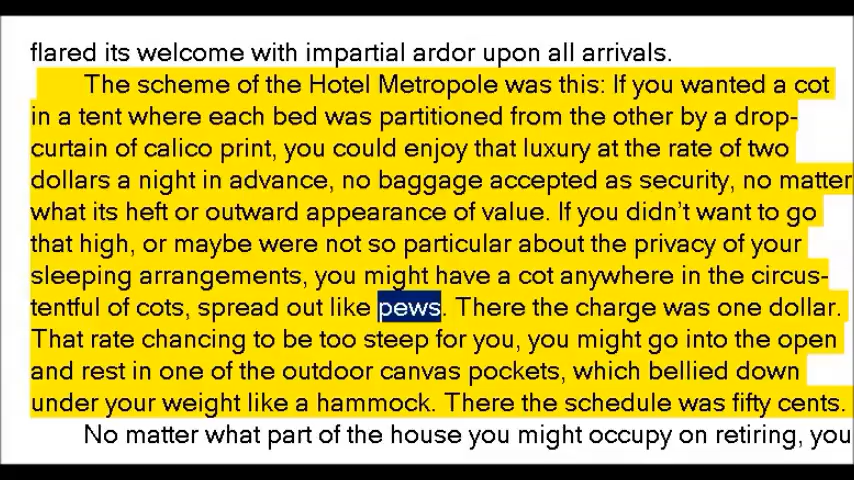 flared its welcome with impartial ardor upon all arrivals.
The scheme of the Hotel Metropole was this: If you wanted a cot
in a tent where each bed was partitioned from the other by a drop-
curtain of calico print, you could enjoy that luxury at the rate of two
dollars a night in advance, no baggage accepted as security, no matter
what its heft or outward appearance of value. If you didn't want to go
that high, or maybe were not so particular about the privacy of your
sleeping arrangements, you might have a cot anywhere in the circus-
tentful of cots, spread out like pews. There the charge was one dollar.
That rate chancing to be too steep for you, you might go into the open
and rest in one of the outdoor canvas pockets, which bellied down
under your weight like a hammock. There the schedule was fifty cents.
No matter what part of the house you might occupy on retiring, you